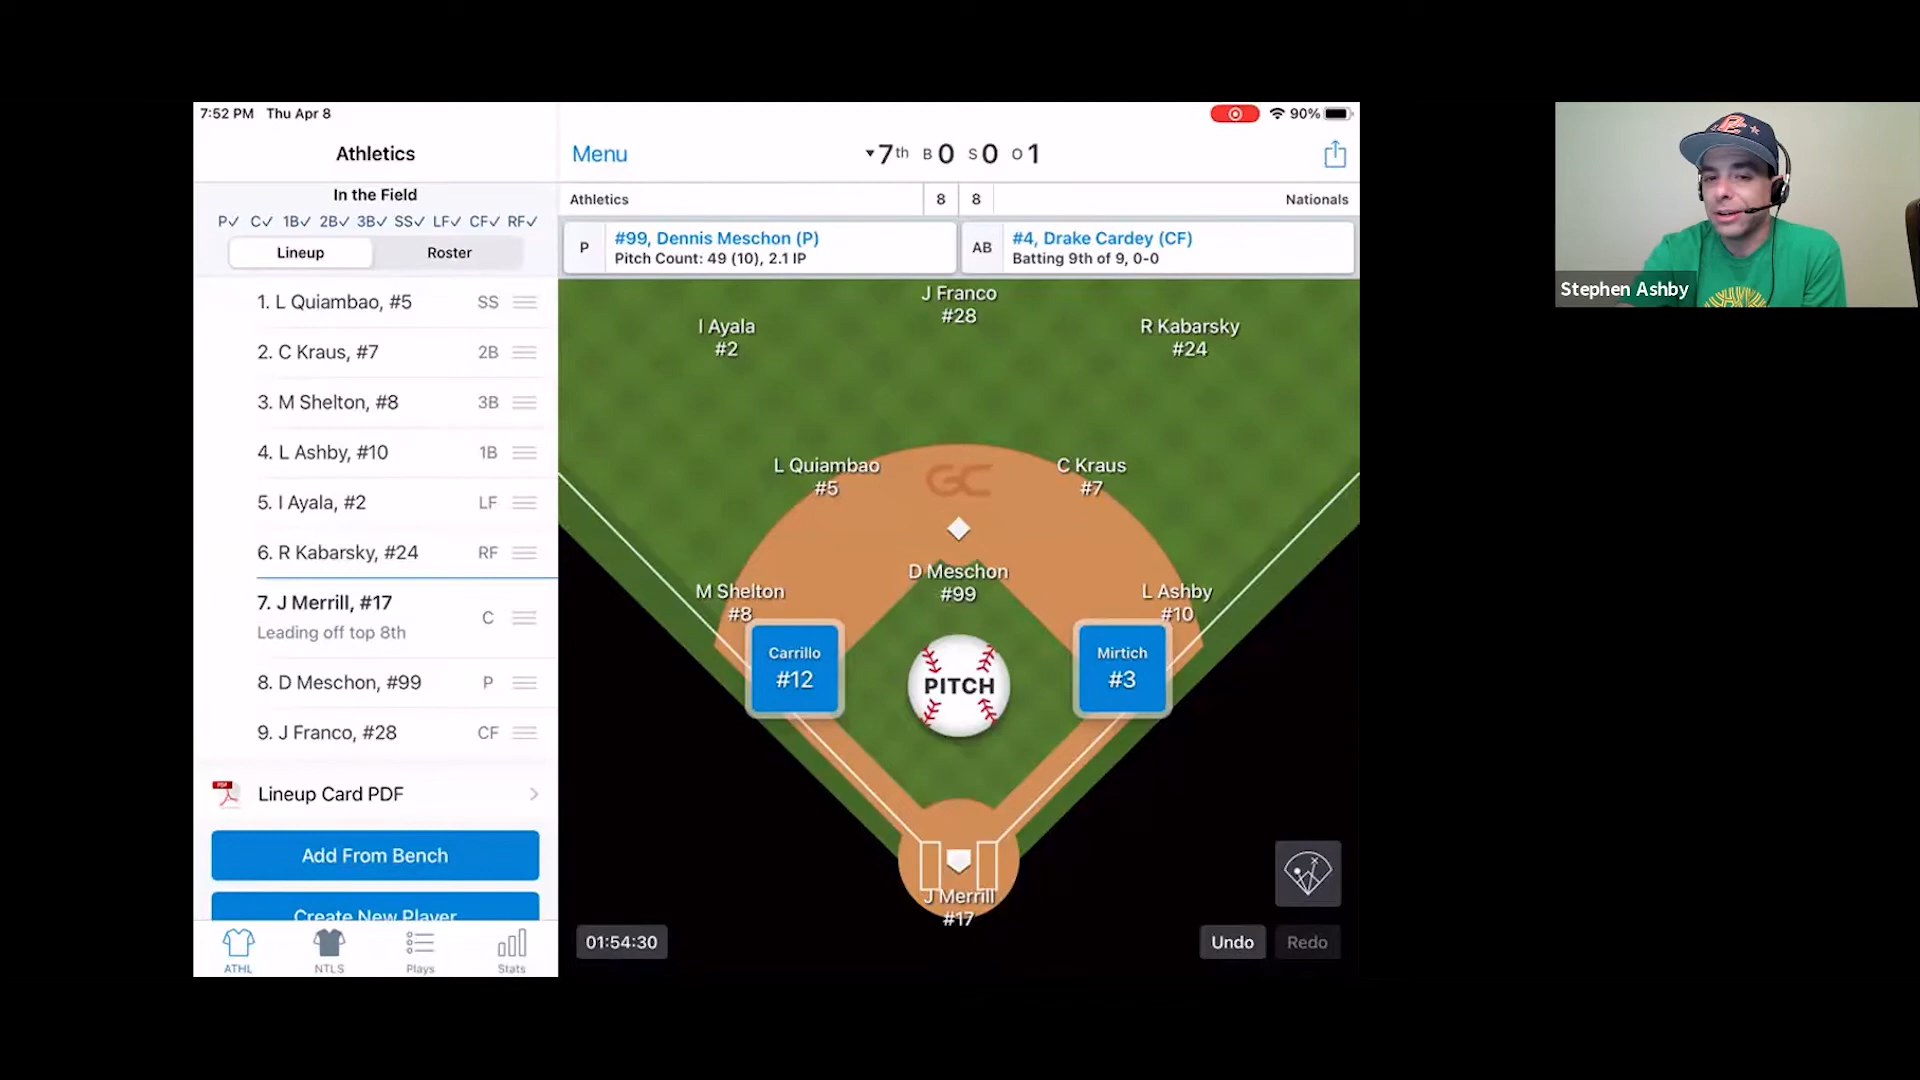 7:52 PM Thu Apr 8
90%
Athletics
In the Field
P✓ C✓ 1B✓ 2B✓ 3B✓ SS✓ LF✓ CF✓ RF✓
Lineup
Roster
1. L Quiambao, #5 SS
2. C Kraus, #7 2B
3. M Shelton, #8 3B
4. L Ashby, #10 1B
5. I Ayala, #2 LF
6. R Kabarsky, #24 RF
7. J Merrill, #17 C
Leading off top 8th
8. D Meschon, #99 P
9. J Franco, #28 CF
PDF
Lineup Card PDF
Add From Bench
Create New Player
ATHL
NTLS
Plays
Stats
Menu
▼7th B 0 S 0 O 1
Athletics 8 8 Nationals
P
#99, Dennis Meschon (P)
Pitch Count: 49 (10), 2.1 IP
AB
#4, Drake Cardey (CF)
Batting 9th of 9, 0-0
J Franco
#28
I Ayala
#2
R Kabarsky
#24
L Quiambao
#5
GC
C Kraus
#7
D Meschon
#99
M Shelton
#8
L Ashby
#10
Carrillo
#12
PITCH
Mirtich
#3
J Merrill
#17
01:54:30
Undo
Redo
Stephen Ashby